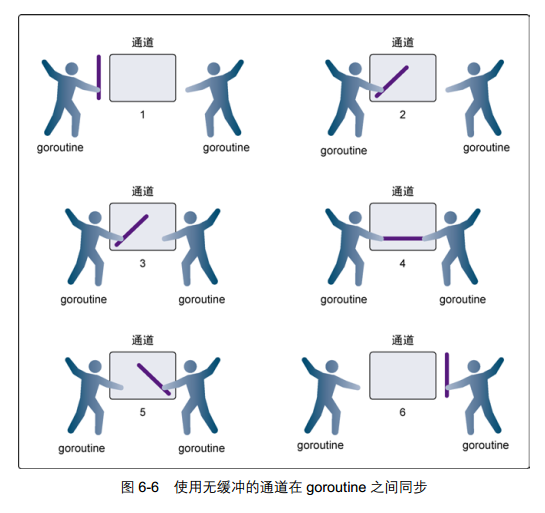 通道
通道
1
2
goroutine
goroutine
goroutine
goroutine
通道
通道
3
4
goroutine
goroutine
goroutine
goroutine
通道
通道
5
6
goroutine
goroutine
goroutine
goroutine
图 6-6 使用无缓冲的通道在 goroutine 之间同步